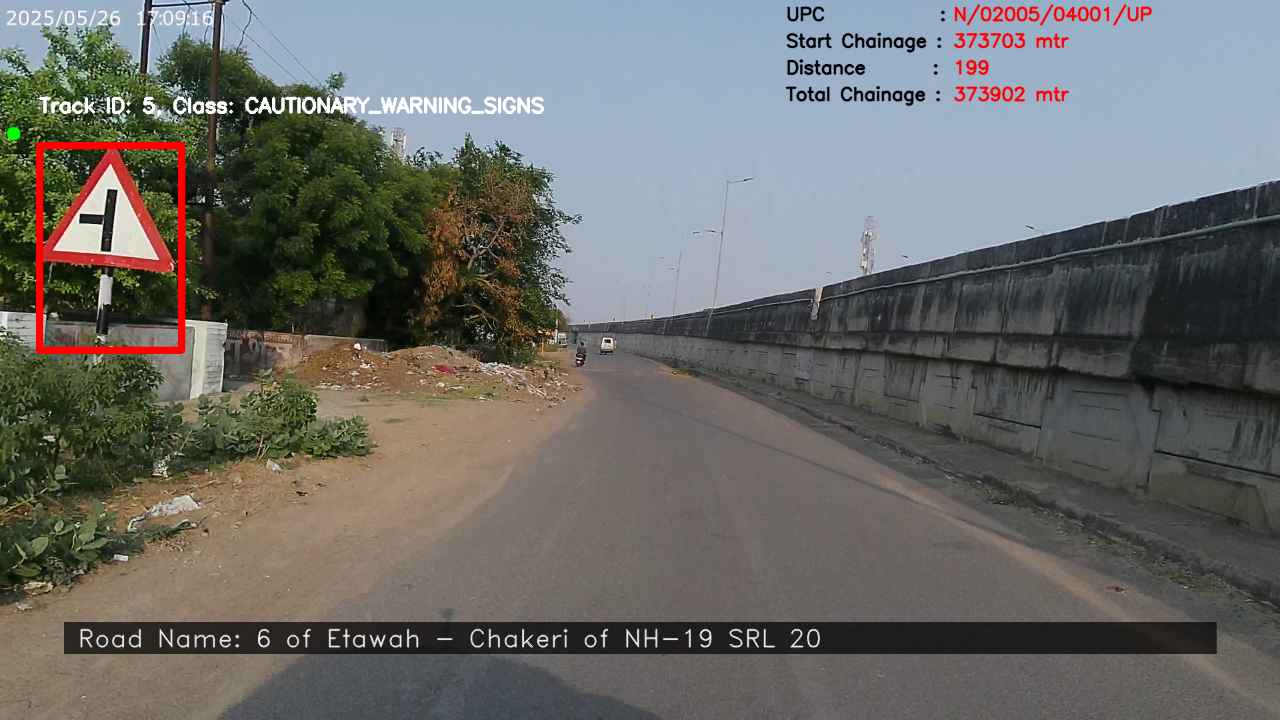 2025/05/26 17:09:16
UPC : N/02005/04001/UP
Start Chainage : 373703 mtr
Distance : 199
Total Chainage : 373902 mtr
Track ID: 5, Class: CAUTIONARY_WARNING_SIGNS
Road Name: 6 of Etawah - Chakeri of NH-19 SRL 20